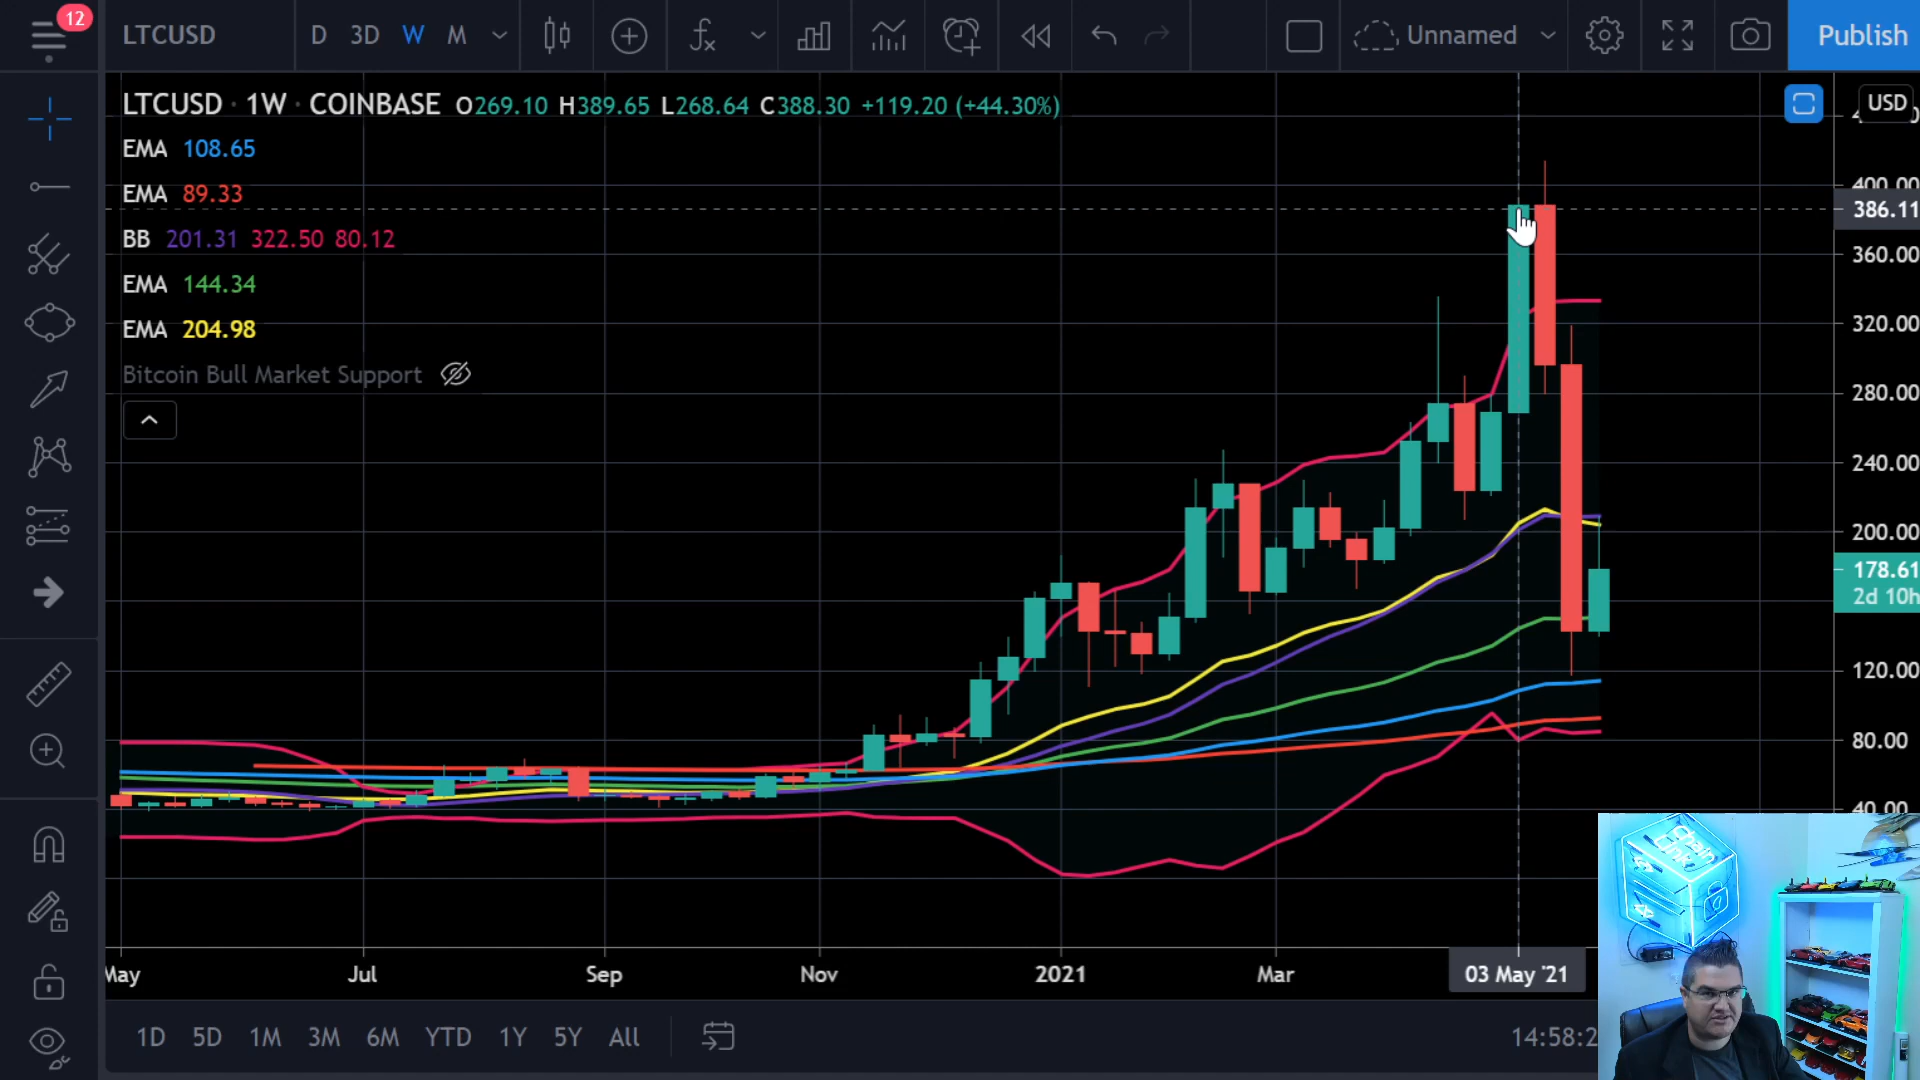 12
LTCUSD D 3D W M Unnamed Publish
LTCUSD · 1W · COINBASE O269.10 H389.65 L268.64 C388.30 +119.20 (+44.30%)
USD
EMA 108.65
EMA 89.33
BB 201.31 322.50 80.12
EMA 144.34
EMA 204.98
Bitcoin Bull Market Support
400.00
386.11
360.00
320.00
280.00
240.00
200.00
178.61
2d 10h
120.00
80.00
40.00
Chain
Link
May Jul Sep Nov 2021 Mar 03 May '21
1D 5D 1M 3M 6M YTD 1Y 5Y All 14:58:2